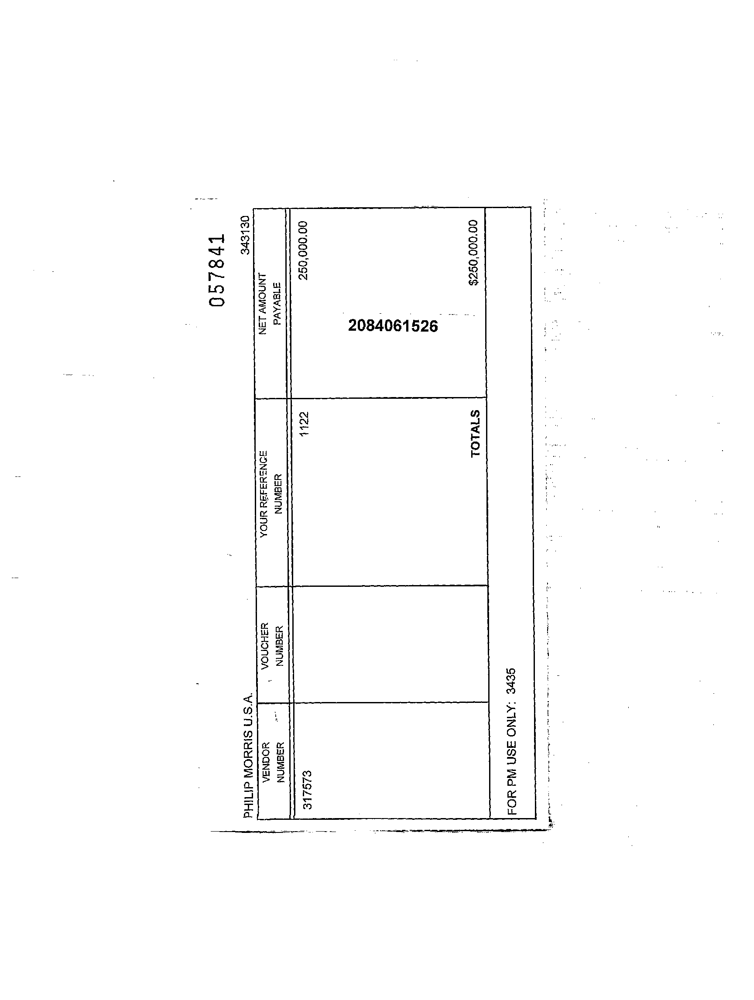 057841
PHILIP MORRIS U.S.A. 343130
VENDOR NUMBER VOUCHER NUMBER YOUR REFERENCE NUMBER NET AMOUNT PAYABLE
317573 1122 250,000.00
2084061526
TOTALS $250,000.00
FOR PM USE ONLY: 3435